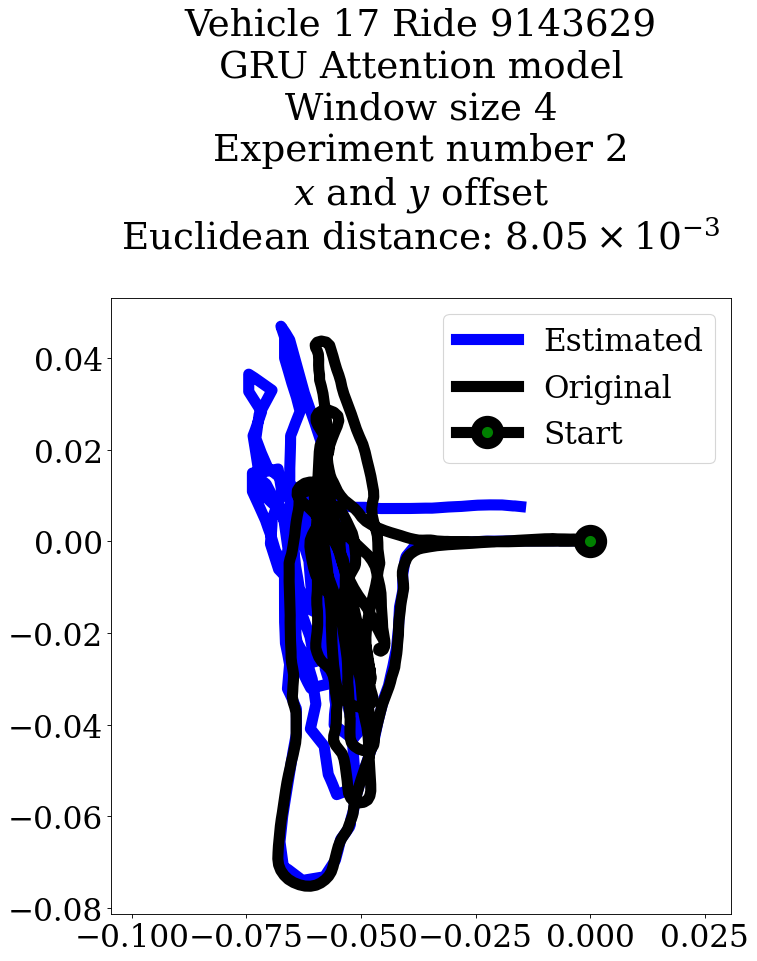 Vehicle 17 Ride 9143629
GRU Attention model
Window size 4
Experiment number 2
x and y offset
Euclidean distance: 8.05 × 10⁻³
Estimated
Original
Start
0.04
0.02
0.00
−0.02
−0.04
−0.06
−0.08
−0.100 −0.075 −0.050 −0.025 0.000 0.025